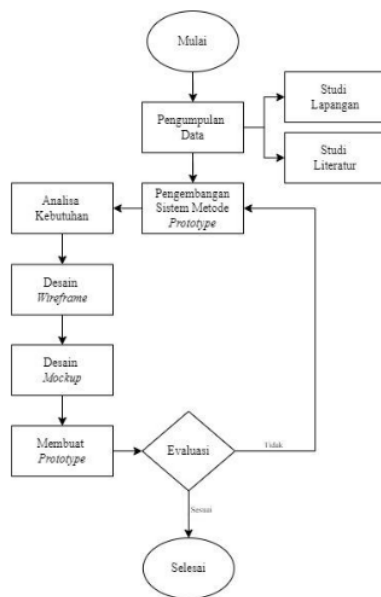 Mulai
Pengumpulan
Data
Studi
Lapangan
Studi
Literatur
Pengembangan
Sistem Metode
Prototype
Analisa
Kebutuhan
Desain
Wireframe
Desain
Mockup
Membuat
Prototype
Evaluasi
Tidak
Sesuai
Selesai